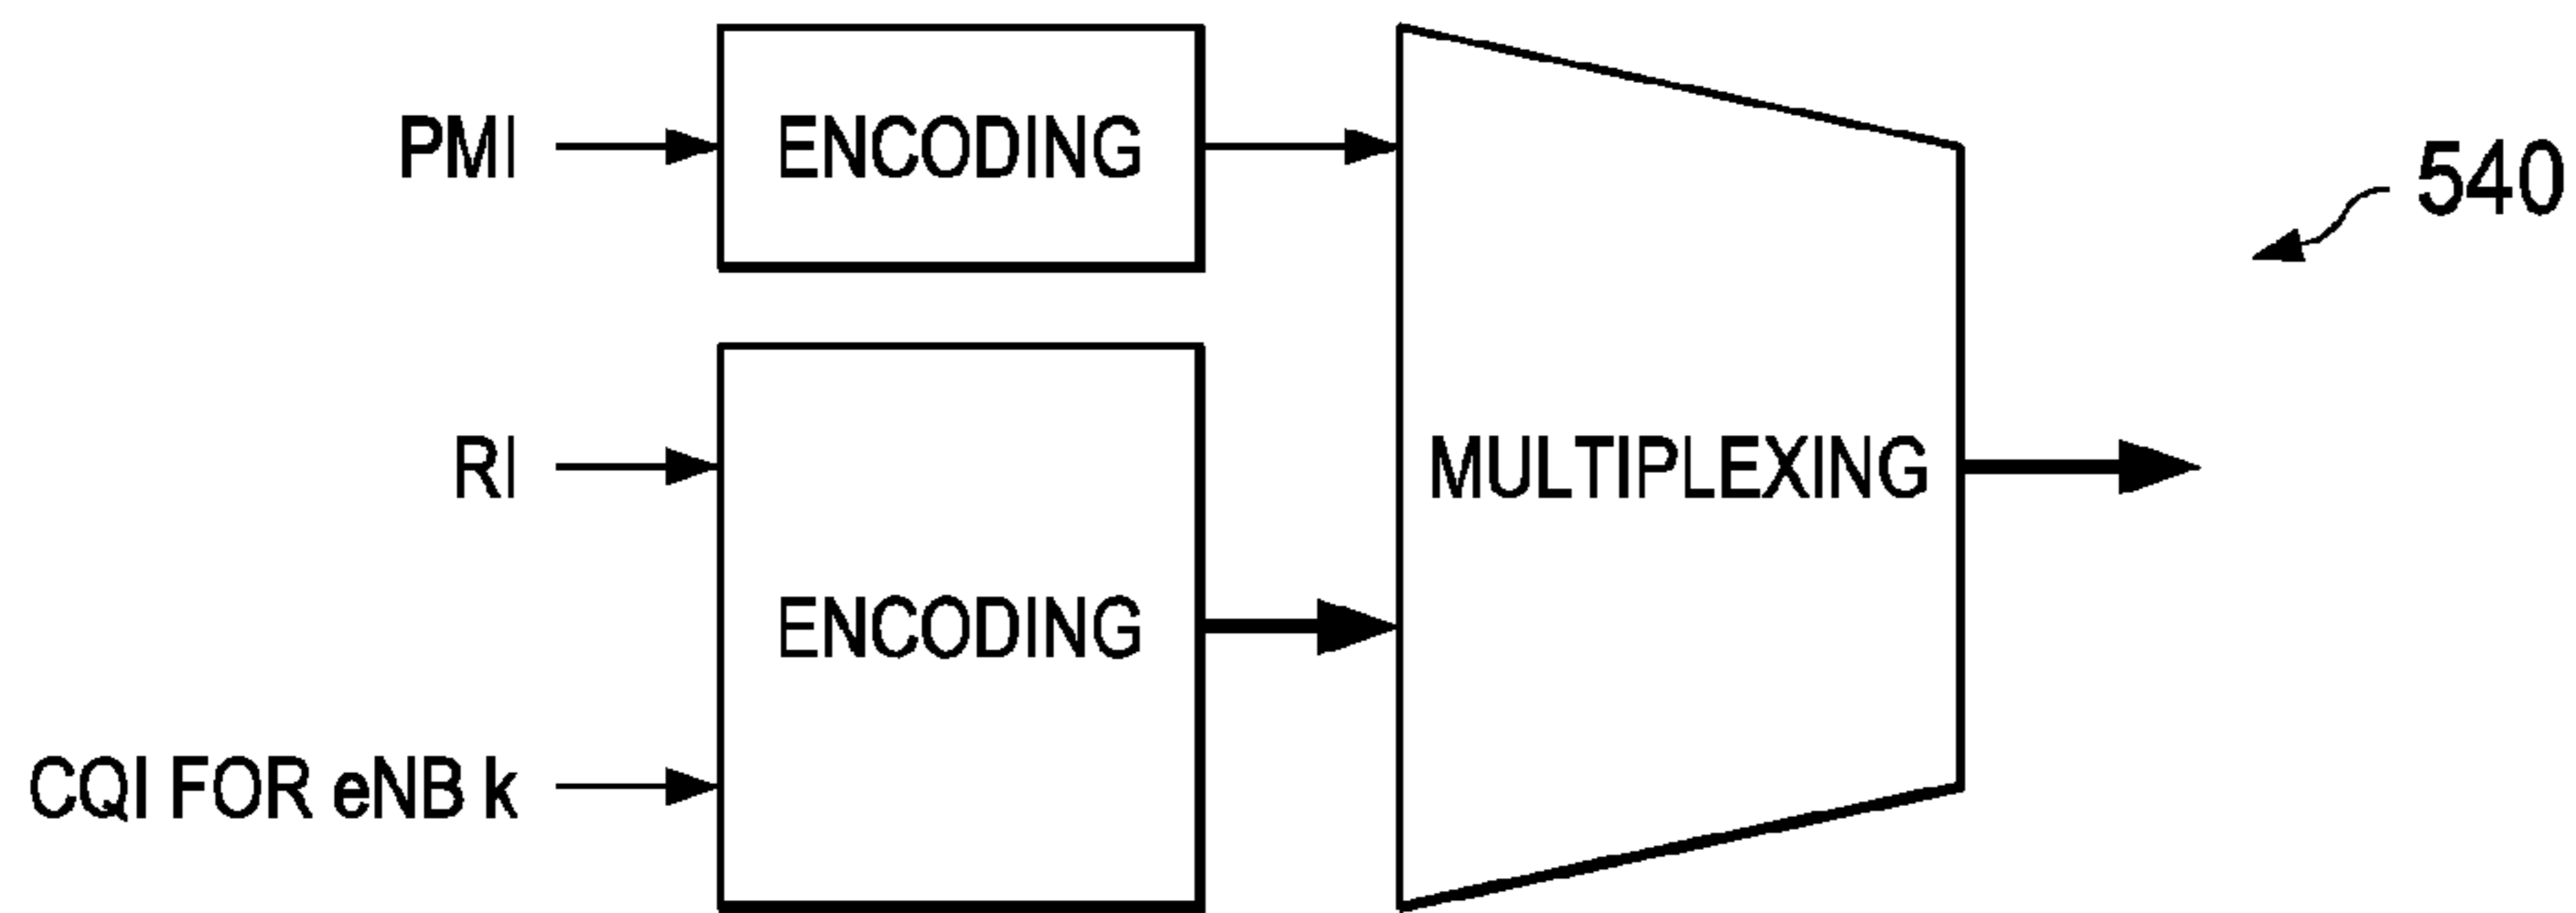 PMI
ENCODING
540
RI
MULTIPLEXING
ENCODING
CQI FOR eNB k